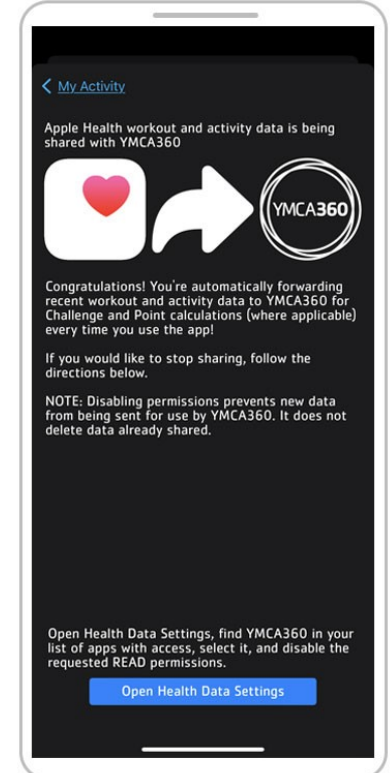 My Activity
Apple Health workout and activity data is being
shared with YMCA360
YMCA360
Congratulations! You're automatically forwarding
recent workout and activity data to YMCA360 for
Challenge and Point calculations (where applicable)
every time you use the app!
If you would like to stop sharing, follow the
directions below.
NOTE: Disabling permissions prevents new data
from being sent for use by YMCA360. It does not
delete data already shared.
Open Health Data Settings, find YMCA360 in your
list of apps with access, select it, and disable the
requested READ permissions.
Open Health Data Settings